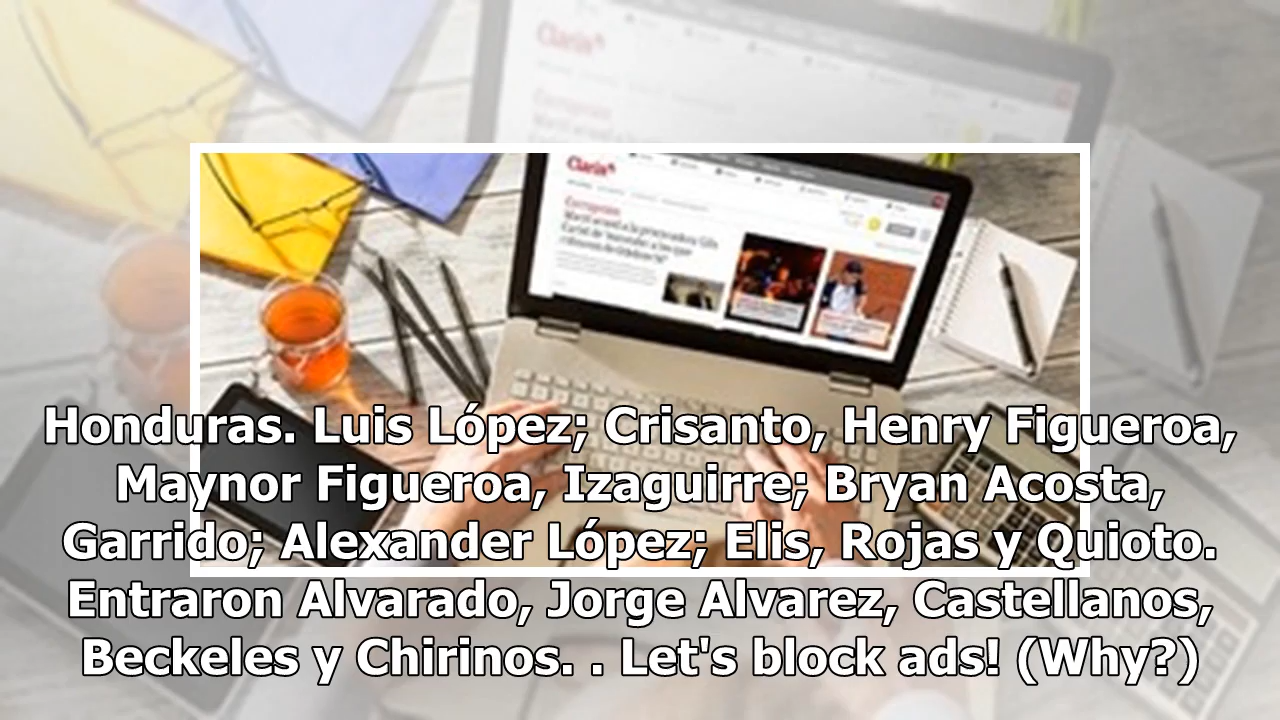 Clarín
Honduras. Luis López; Crisanto, Henry Figueroa,
Maynor Figueroa, Izaguirre; Bryan Acosta,
Garrido; Alexander López; Elis, Rojas y Quioto.
Entraron Alvarado, Jorge Alvarez, Castellanos,
Beckeles y Chirinos. . Let's block ads! (Why?)